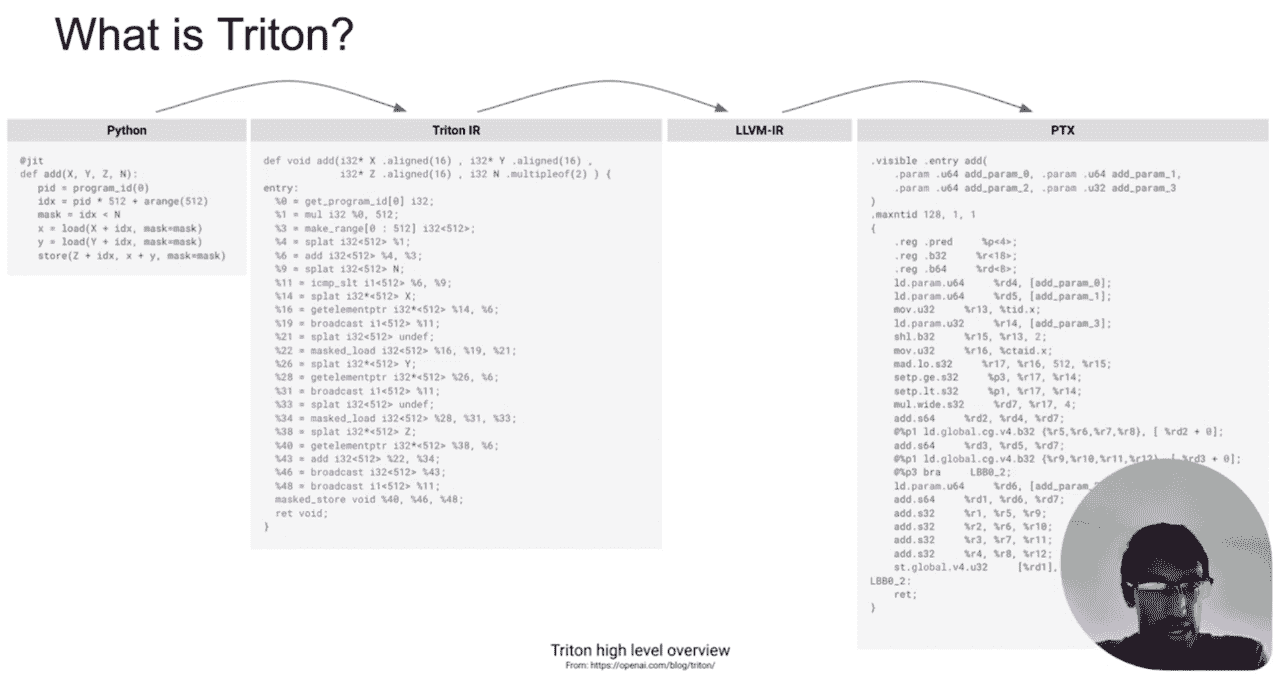 What is Triton?
Python
@jit
def add(X, Y, Z, N):
pid = program_id(0)
idx = pid * 512 + arange(512)
mask = idx < N
x = load(X + idx, mask=mask)
y = load(Y + idx, mask=mask)
store(Z + idx, x + y, mask=mask)
Triton IR
def void add(i32* X .aligned(16) , i32* Y .aligned(16) ,
i32* Z .aligned(16) , i32 N .multipleof(2) ) {
entry:
%0 = get_program_id[0] i32;
%1 = mul i32 %0, 512;
%3 = make_range[0 : 512] i32<512>;
%4 = splat i32<512> %1;
%6 = add i32<512> %4, %3;
%9 = splat i32<512> N;
%11 = icmp_slt i1<512> %6, %9;
%14 = splat i32*<512> X;
%16 = getelementptr i32*<512> %14, %6;
%19 = broadcast i1<512> %11;
%21 = splat i32<512> undef;
%22 = masked_load i32<512> %16, %19, %21;
%26 = splat i32*<512> Y;
%28 = getelementptr i32*<512> %26, %6;
%31 = broadcast i1<512> %11;
%33 = splat i32<512> undef;
%34 = masked_load i32<512> %28, %31, %33;
%38 = splat i32*<512> Z;
%40 = getelementptr i32*<512> %38, %6;
%43 = add i32<512> %22, %34;
%46 = broadcast i32<512> %43;
%48 = broadcast i1<512> %11;
masked_store void %40, %46, %48;
ret void;
}
LLVM-IR
PTX
.visible .entry add(
.param .u64 add_param_0, .param .u64 add_param_1,
.param .u64 add_param_2, .param .u32 add_param_3
)
.maxntid 128, 1, 1
{
.reg .pred %p<4>;
.reg .b32 %r<18>;
.reg .b64 %rd<8>;
ld.param.u64 %rd4, [add_param_0];
ld.param.u64 %rd5, [add_param_1];
mov.u32 %r13, %tid.x;
ld.param.u32 %r14, [add_param_3];
shl.b32 %r15, %r13, 2;
mov.u32 %r16, %ctaid.x;
mad.lo.s32 %r17, %r16, 512, %r15;
setp.ge.s32 %p3, %r17, %r14;
setp.lt.s32 %p1, %r17, %r14;
mul.wide.s32 %rd7, %r17, 4;
add.s64 %rd2, %rd4, %rd7;
@%p1 ld.global.cg.v4.b32 {%r5,%r6,%r7,%r8}, [ %rd2 + 0];
add.s64 %rd3, %rd5, %rd7;
@%p1 ld.global.cg.v4.b32 {%r9,%r10,%r11,%r12}, [ %rd3 + 0];
@%p3 bra LBB0_2;
ld.param.u64 %rd6, [add_param_
add.s64 %rd1, %rd6, %rd7;
add.s32 %r1, %r5, %r9;
add.s32 %r2, %r6, %r10;
add.s32 %r3, %r7, %r11;
add.s32 %r4, %r8, %r12;
st.global.v4.u32 [%rd1],
LBB0_2:
ret;
}
Triton high level overview
From: https://openai.com/blog/triton/